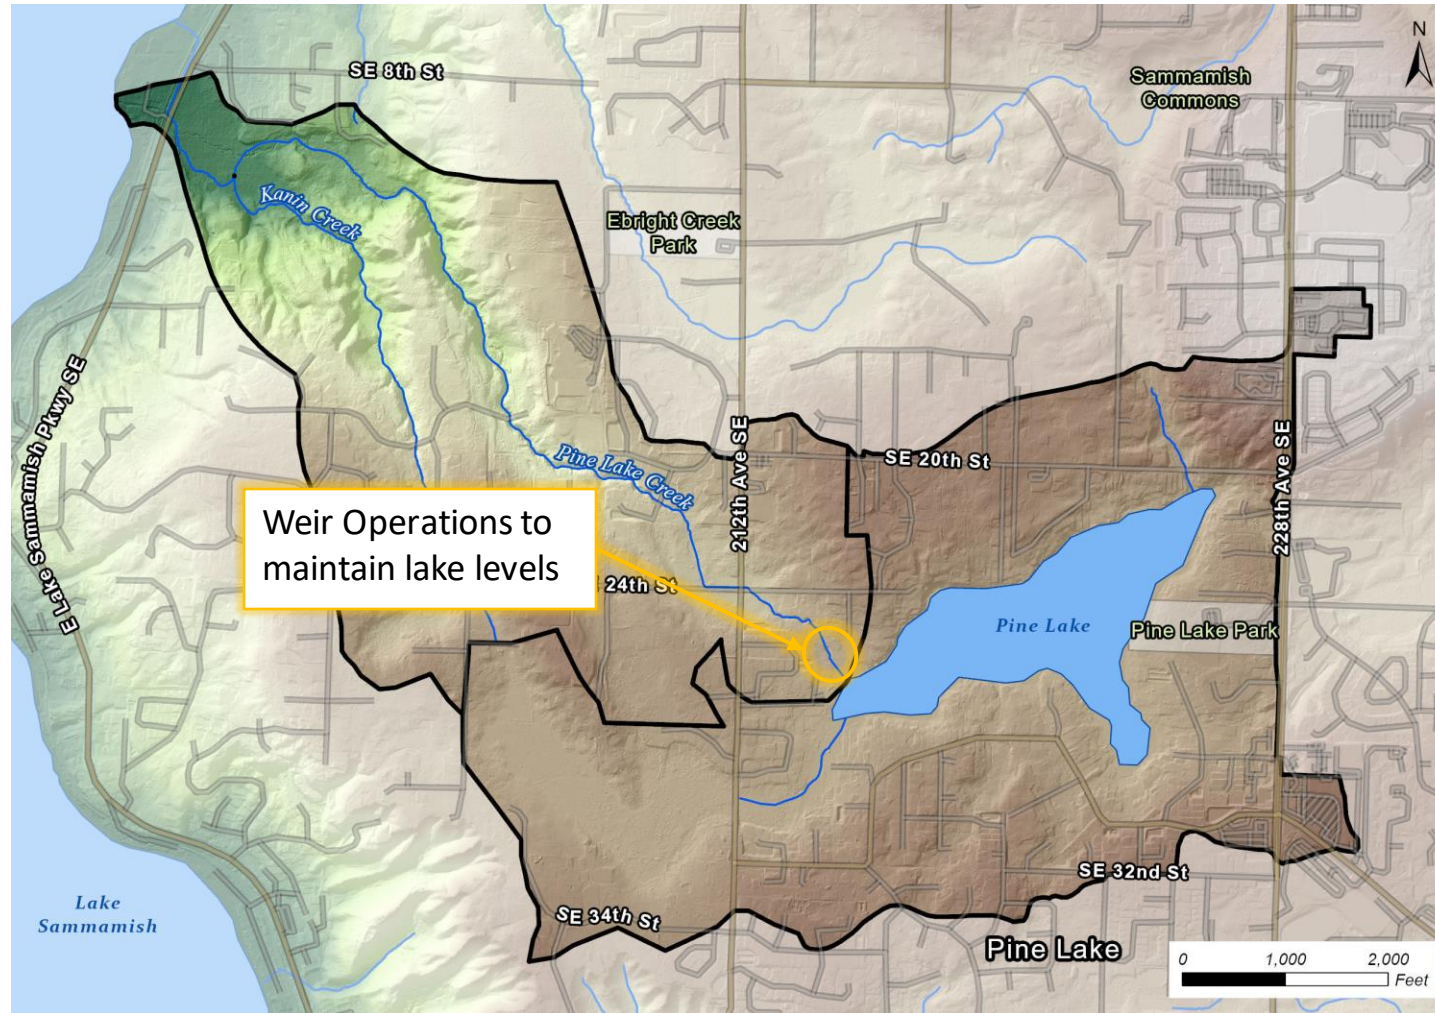 N
SE 8th St
Sammamish
Commons
Kanin Creek
Ebright Creek
Park
E Lake Sammamish Pkwy SE
212th Ave SE
228th Ave SE
SE 20th St
Pine Lake Creek
Weir Operations to
maintain lake levels
24th St
Pine Lake
Pine Lake Park
SE 32nd St
SE 34th St
Lake
Sammamish
Pine Lake
0 1,000 2,000
Feet